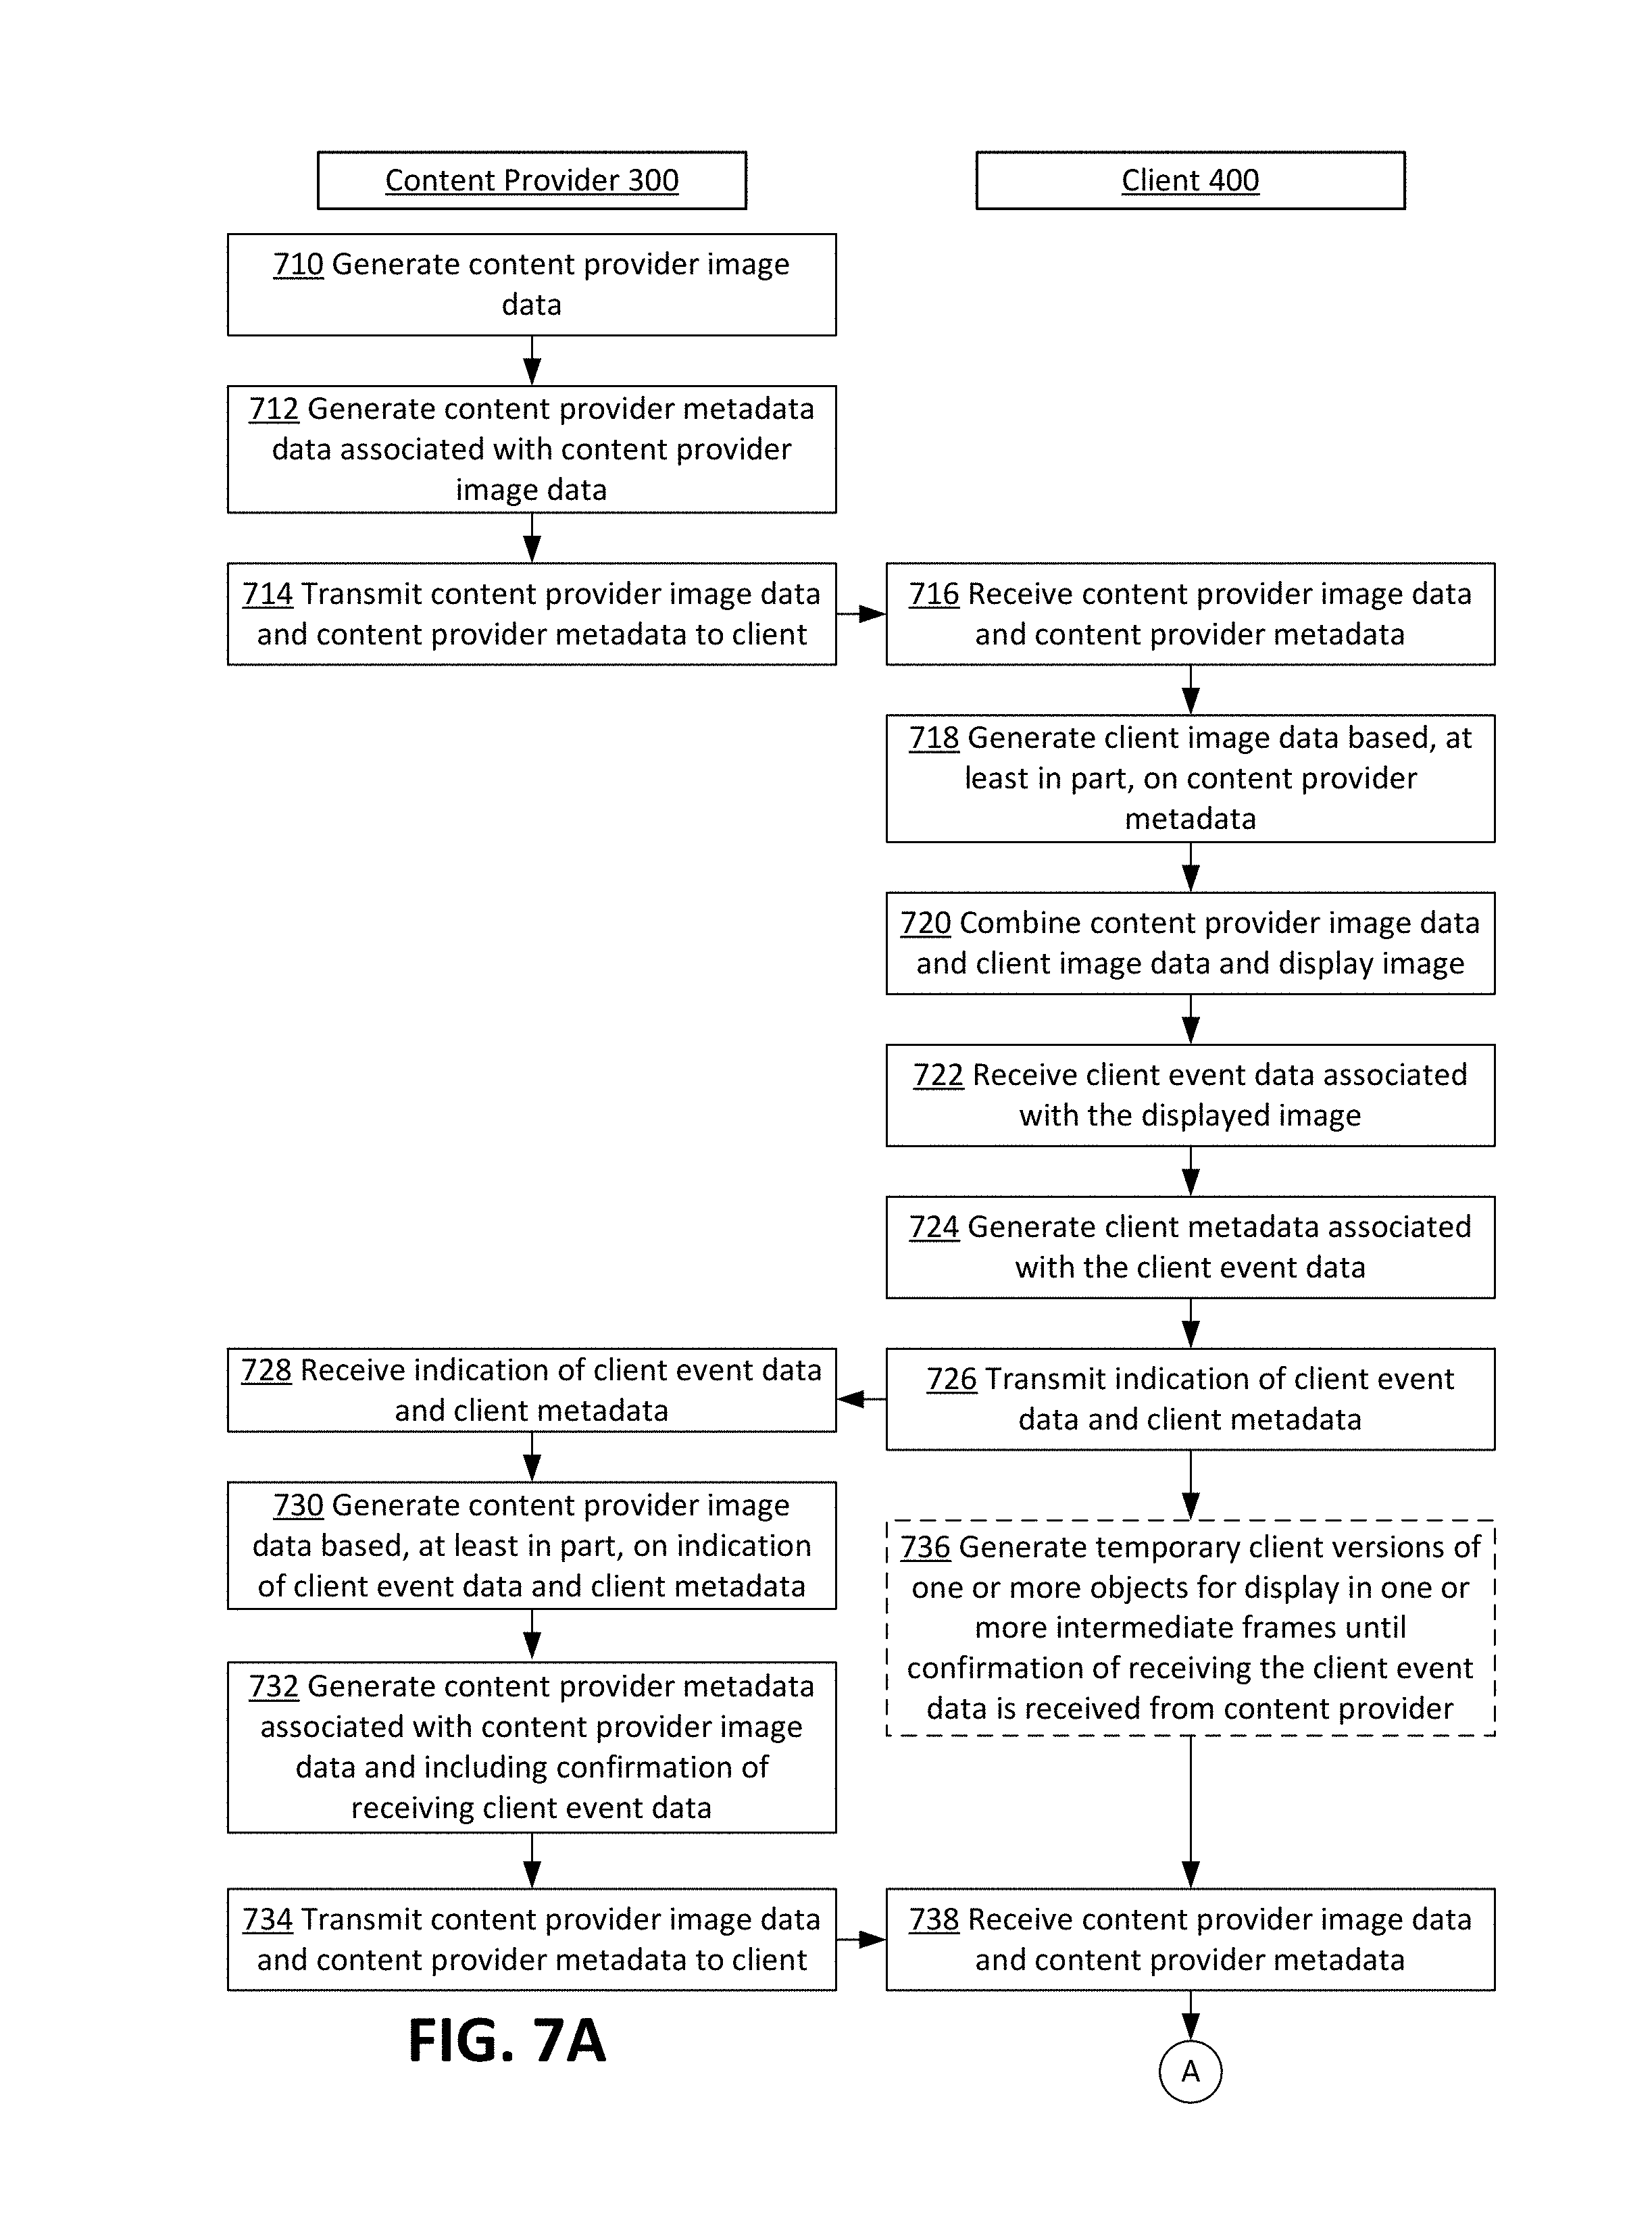 Content Provider 300
Client 400
710 Generate content provider image
data
712 Generate content provider metadata
data associated with content provider
image data
714 Transmit content provider image data
and content provider metadata to client
716 Receive content provider image data
and content provider metadata
718 Generate client image data based, at
least in part, on content provider
metadata
720 Combine content provider image data
and client image data and display image
722 Receive client event data associated
with the displayed image
724 Generate client metadata associated
with the client event data
726 Transmit indication of client event
data and client metadata
728 Receive indication of client event data
and client metadata
730 Generate content provider image
data based, at least in part, on indication
of client event data and client metadata
732 Generate content provider metadata
associated with content provider image
data and including confirmation of
receiving client event data
734 Transmit content provider image data
and content provider metadata to client
736 Generate temporary client versions of
one or more objects for display in one or
more intermediate frames until
confirmation of receiving the client event
data is received from content provider
738 Receive content provider image data
and content provider metadata
A
FIG. 7A